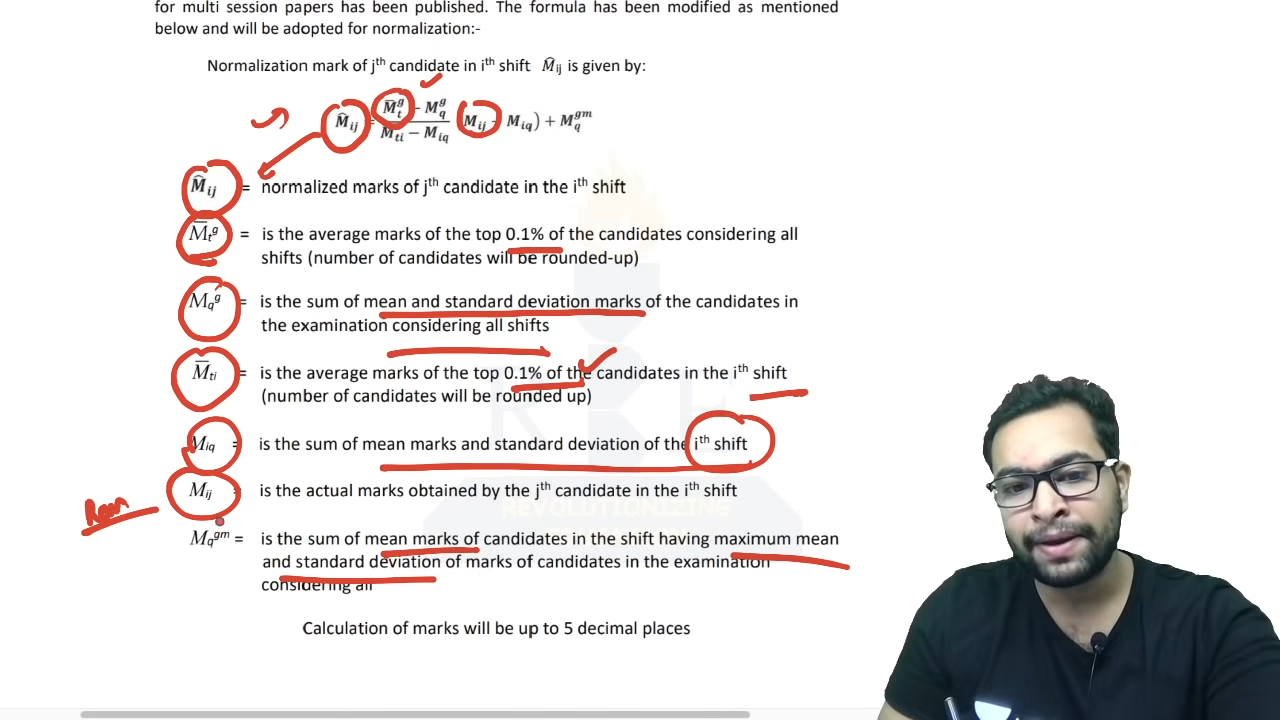 for multi session papers has been published. The formula has been modified as mentioned
below and will be adopted for normalization:-
Normalization mark of jth candidate in ith shift M̂ij is given by:
M̂ij = (M̄t^g - Mq^g) / (M̄ti − Miq) (Mij - Miq) + Mq^gm
M̂ij = normalized marks of jth candidate in the ith shift
M̄t^g = is the average marks of the top 0.1% of the candidates considering all
shifts (number of candidates will be rounded-up)
Mq^g = is the sum of mean and standard deviation marks of the candidates in
the examination considering all shifts
M̄ti = is the average marks of the top 0.1% of the candidates in the ith shift
(number of candidates will be rounded up)
Miq = is the sum of mean marks and standard deviation of the ith shift
Mij = is the actual marks obtained by the jth candidate in the ith shift
Mq^gm = is the sum of mean marks of candidates in the shift having maximum mean
and standard deviation of marks of candidates in the examination
considering all
Calculation of marks will be up to 5 decimal places
REVOLUTIONIZING